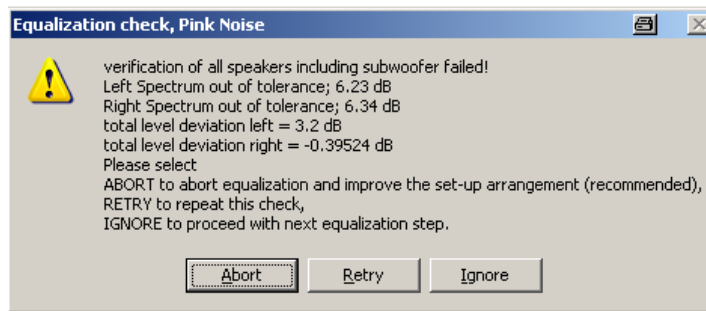 Equalization check, Pink Noise
verification of all speakers including subwoofer failed!
Left Spectrum out of tolerance; 6.23 dB
Right Spectrum out of tolerance; 6.34 dB
total level deviation left = 3.2 dB
total level deviation right = -0.39524 dB
Please select
ABORT to abort equalization and improve the set-up arrangement (recommended),
RETRY to repeat this check,
IGNORE to proceed with next equalization step.
Abort Retry Ignore